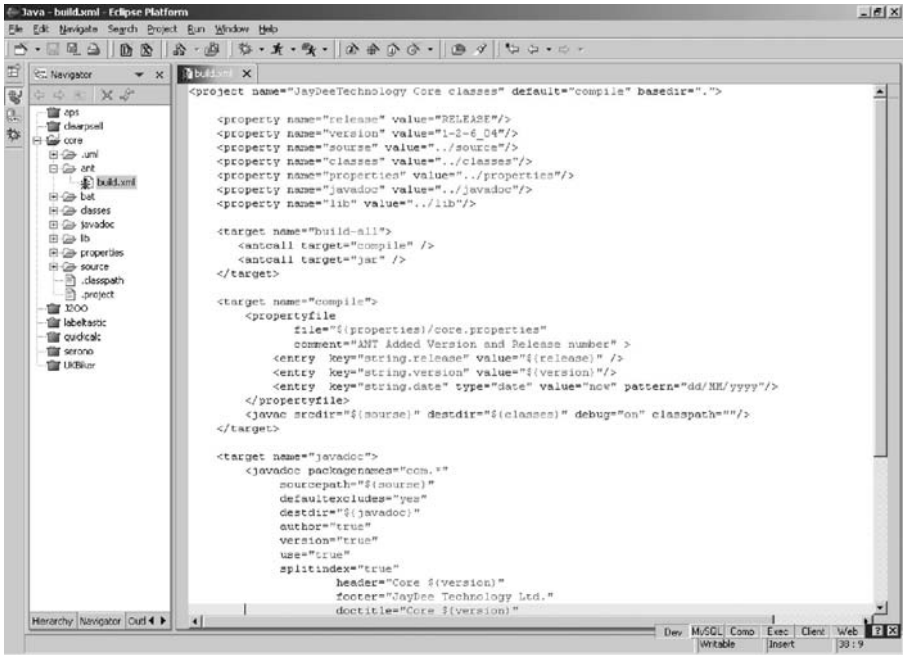 Java - build.xml - Eclipse Platform
File Edit Navigate Search Project Run Window Help
Navigator
build.xml
aps
clearpsell
core
.uml
ant
build.xml
bat
classes
javadoc
lib
properties
source
.classpath
.project
labeltastic
quickcalc
serono
UKBiker
Hierarchy Navigator Outl
<project name="JayDeeTechnology Core classes" default="compile" basedir=".">
<property name="release" value="RELEASE"/>
<property name="version" value="1-2-6_04"/>
<property name="sourse" value="../source"/>
<property name="classes" value="../classes"/>
<property name="properties" value="../properties"/>
<property name="javadoc" value="../javadoc"/>
<property name="lib" value="../lib"/>
<target name="build-all">
<antcall target="compile" />
<antcall target="jar" />
</target>
<target name="compile">
<propertyfile
file="${properties}/core.properties"
comment="ANT Added Version and Release number" >
<entry key="string.release" value="${release}" />
<entry key="string.version" value="${version}"/>
<entry key="string.date" type="date" value="now" pattern="dd/MM/yyyy"/>
</propertyfile>
<javac srcdir="${sourse}" destdir="${classes}" debug="on" classpath=""/>
</target>
<target name="javadoc">
<javadoc packagenames="com.*"
sourcepath="${sourse}"
defaultexcludes="yes"
destdir="${javadoc}"
author="true"
version="true"
use="true"
splitindex="true"
header="Core ${version}"
footer="JayDee Technology Ltd."
doctitle="Core ${version}"
Dev MySQL Comp Exec Client Web
Writable Insert 38 : 9